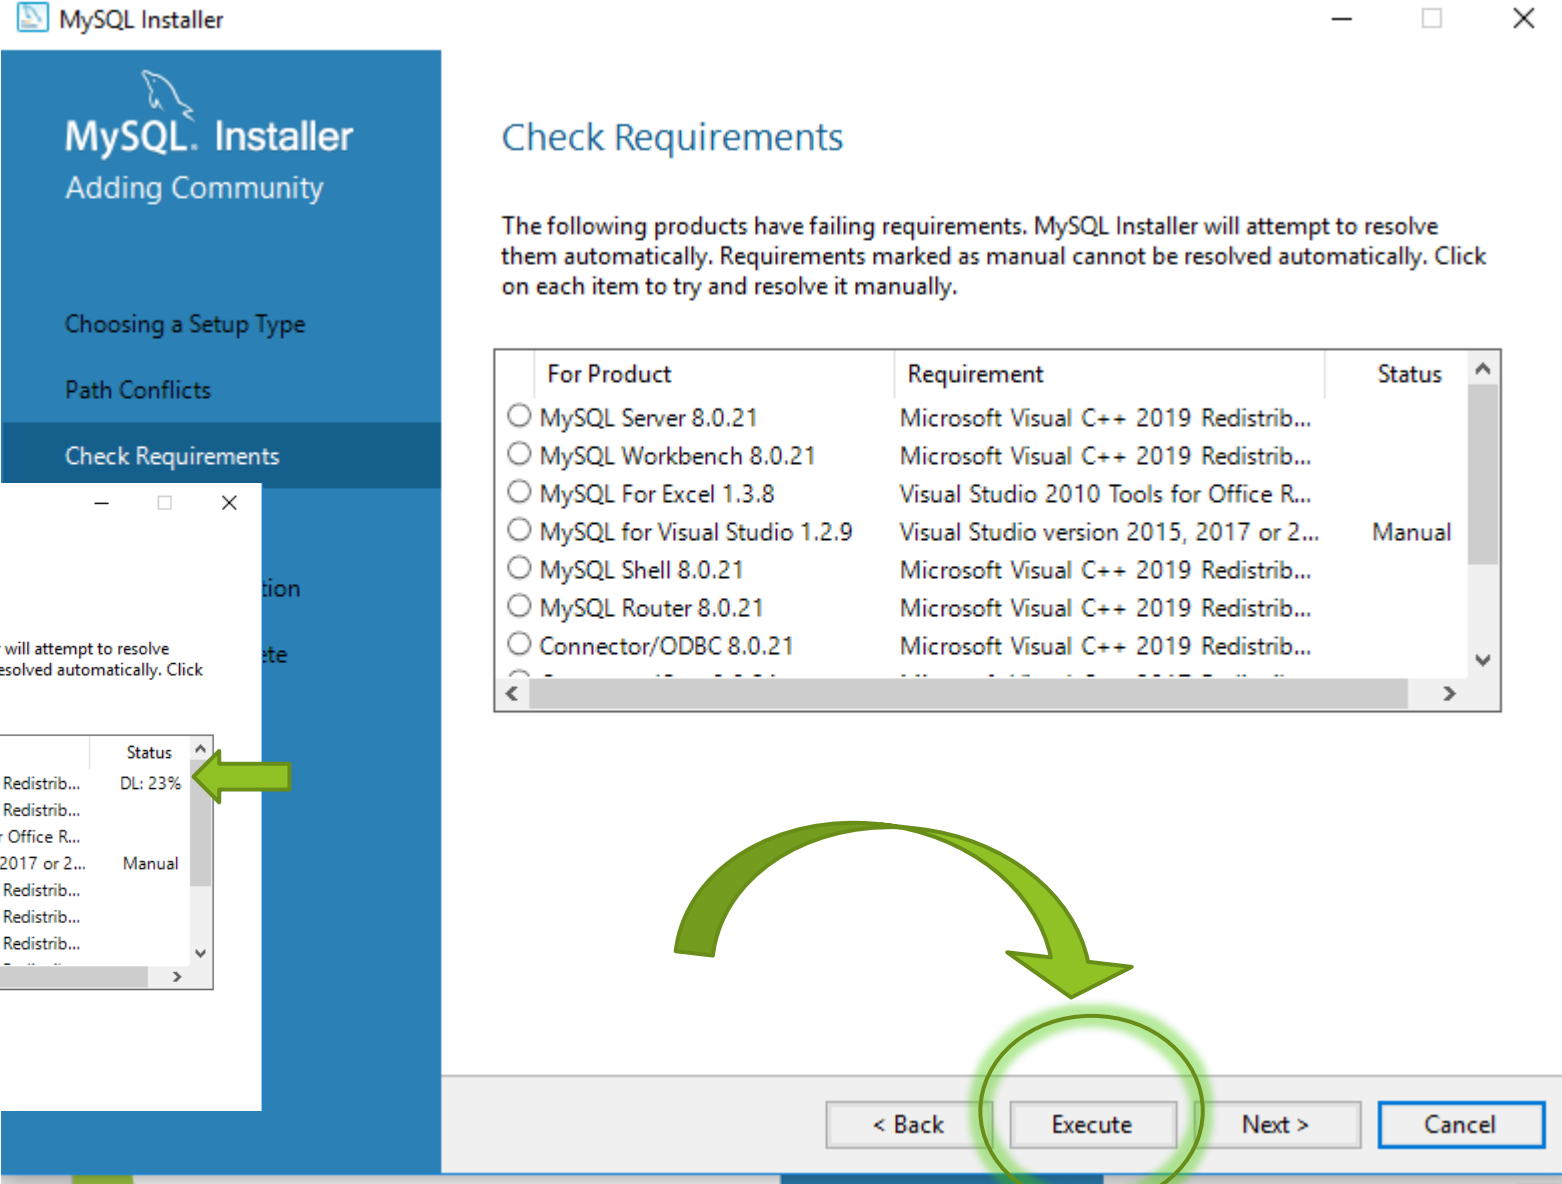 MySQL Installer
MySQL. Installer
Adding Community
Choosing a Setup Type
Path Conflicts
Check Requirements
Check Requirements
The following products have failing requirements. MySQL Installer will attempt to resolve
them automatically. Requirements marked as manual cannot be resolved automatically. Click
on each item to try and resolve it manually.
For Product Requirement Status
MySQL Server 8.0.21 Microsoft Visual C++ 2019 Redistrib...
MySQL Workbench 8.0.21 Microsoft Visual C++ 2019 Redistrib...
MySQL For Excel 1.3.8 Visual Studio 2010 Tools for Office R...
MySQL for Visual Studio 1.2.9 Visual Studio version 2015, 2017 or 2... Manual
MySQL Shell 8.0.21 Microsoft Visual C++ 2019 Redistrib...
MySQL Router 8.0.21 Microsoft Visual C++ 2019 Redistrib...
Connector/ODBC 8.0.21 Microsoft Visual C++ 2019 Redistrib...
tion
ete
will attempt to resolve
esolved automatically. Click
Status
Redistrib... DL: 23%
Redistrib...
Office R...
2017 or 2... Manual
Redistrib...
Redistrib...
Redistrib...
< Back Execute Next > Cancel